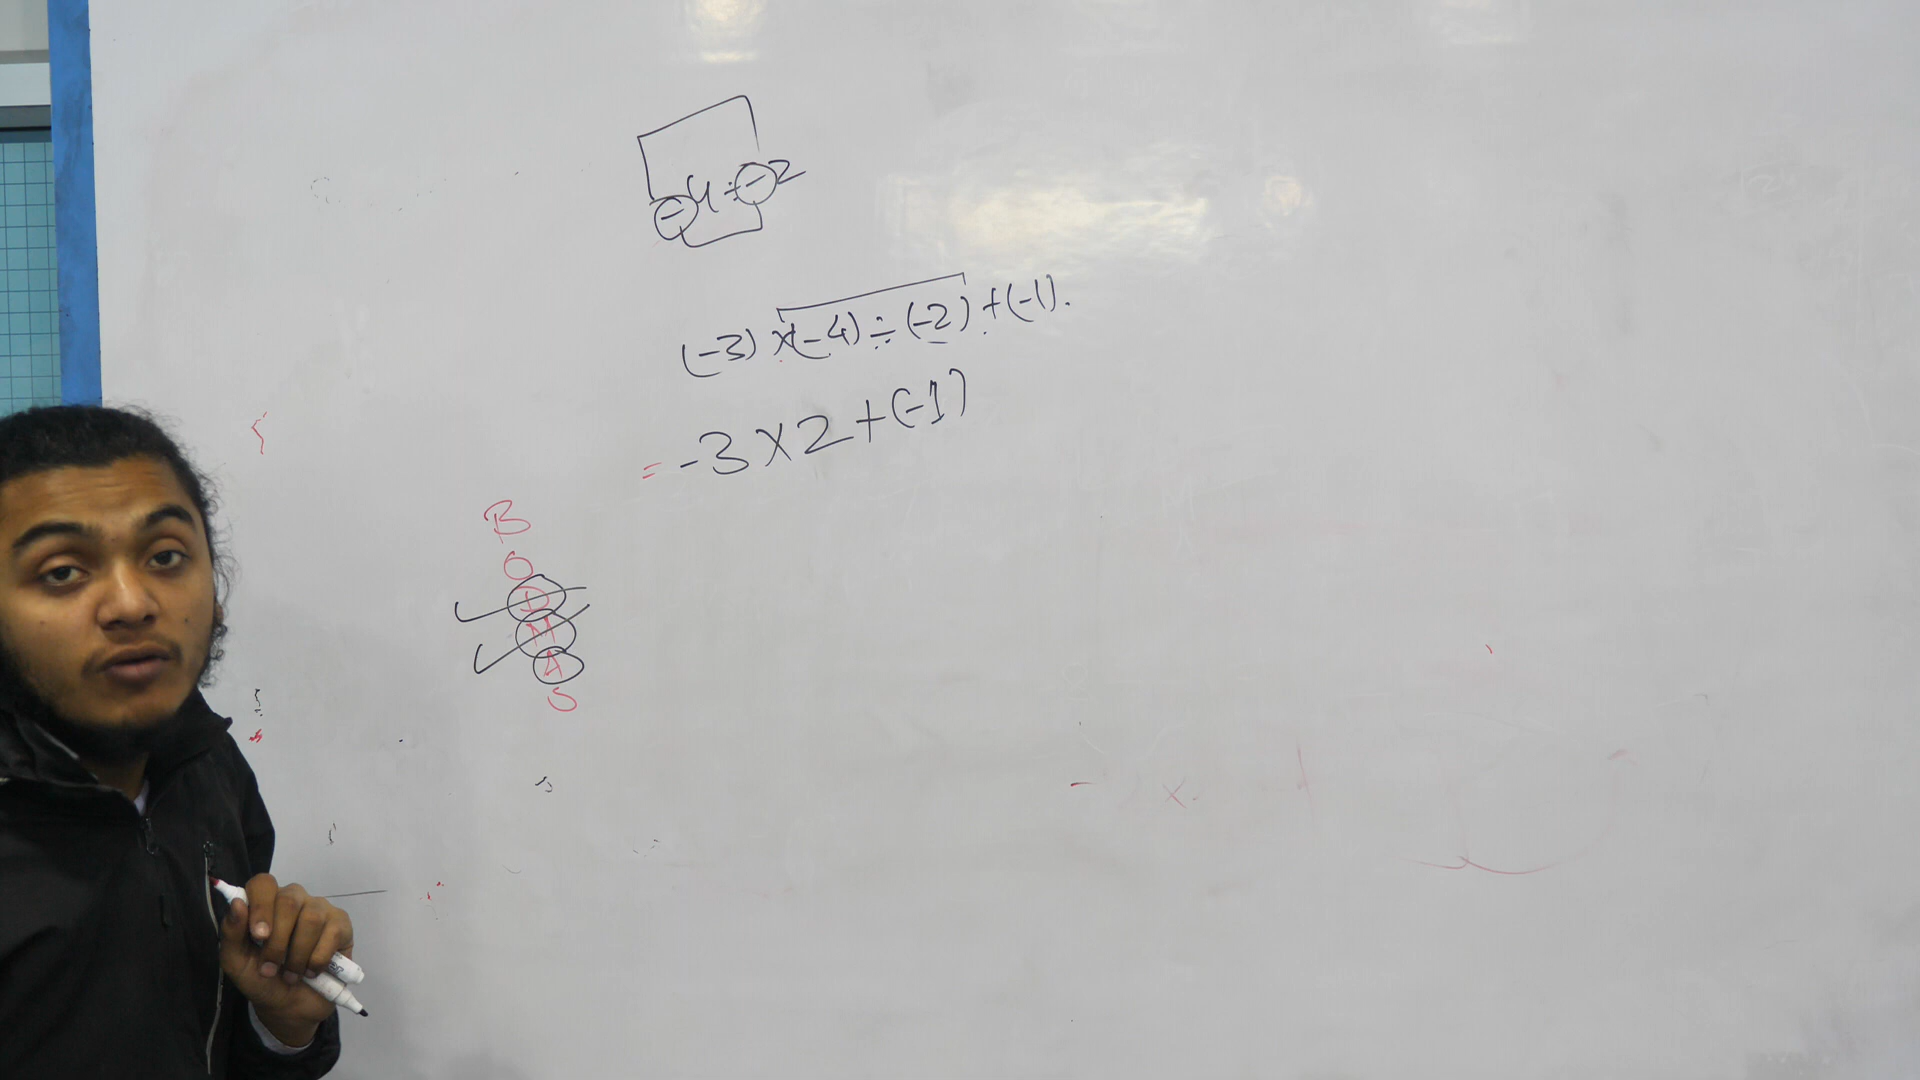 -4 ÷ -2
(-3) x(-4) ÷ (-2) + (-1).
= -3 x 2 + (-1)
B
O
D
M
A
S
- x +